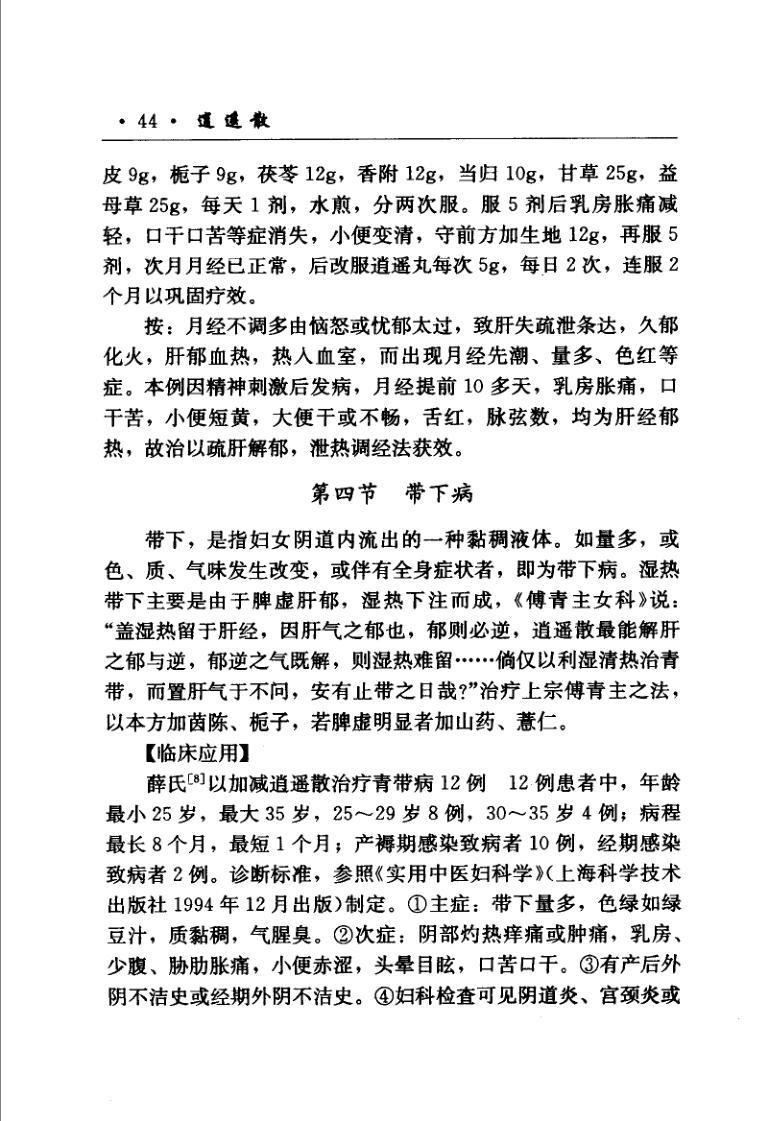 · 44 · 逍遥散
皮 9g，栀子 9g，茯苓 12g，香附 12g，当归 10g，甘草 25g，益
母草 25g，每天 1 剂，水煎，分两次服。服 5 剂后乳房胀痛减
轻，口干口苦等症消失，小便变清，守前方加生地 12g，再服 5
剂，次月月经已正常，后改服逍遥丸每次 5g，每日 2 次，连服 2
个月以巩固疗效。
按：月经不调多由恼怒或忧郁太过，致肝失疏泄条达，久郁
化火，肝郁血热，热人血室，而出现月经先潮、量多、色红等
症。本例因精神刺激后发病，月经提前 10 多天，乳房胀痛，口
干苦，小便短黄，大便干或不畅，舌红，脉弦数，均为肝经郁
热，故治以疏肝解郁，泄热调经法获效。
第四节 带下病
带下，是指妇女阴道内流出的一种黏稠液体。如量多，或
色、质、气味发生改变，或伴有全身症状者，即为带下病。湿热
带下主要是由于脾虚肝郁，湿热下注而成，《傅青主女科》说：
“盖湿热留于肝经，因肝气之郁也，郁则必逆，逍遥散最能解肝
之郁与逆，郁逆之气既解，则湿热难留……倘仅以利湿清热治青
带，而置肝气于不问，安有止带之日哉?”治疗上宗傅青主之法，
以本方加茵陈、栀子，若脾虚明显者加山药、薏仁。
【临床应用】
薛氏[8]以加减逍遥散治疗青带病 12 例 12 例患者中，年龄
最小 25 岁，最大 35 岁，25～29 岁 8 例，30～35 岁 4 例；病程
最长 8 个月，最短 1 个月；产褥期感染致病者 10 例，经期感染
致病者 2 例。诊断标准，参照《实用中医妇科学》（上海科学技术
出版社 1994 年 12 月出版）制定。①主症：带下量多，色绿如绿
豆汁，质黏稠，气腥臭。②次症：阴部灼热痒痛或肿痛，乳房、
少腹、胁肋胀痛，小便赤涩，头晕目眩，口苦口干。③有产后外
阴不洁史或经期外阴不洁史。④妇科检查可见阴道炎、宫颈炎或